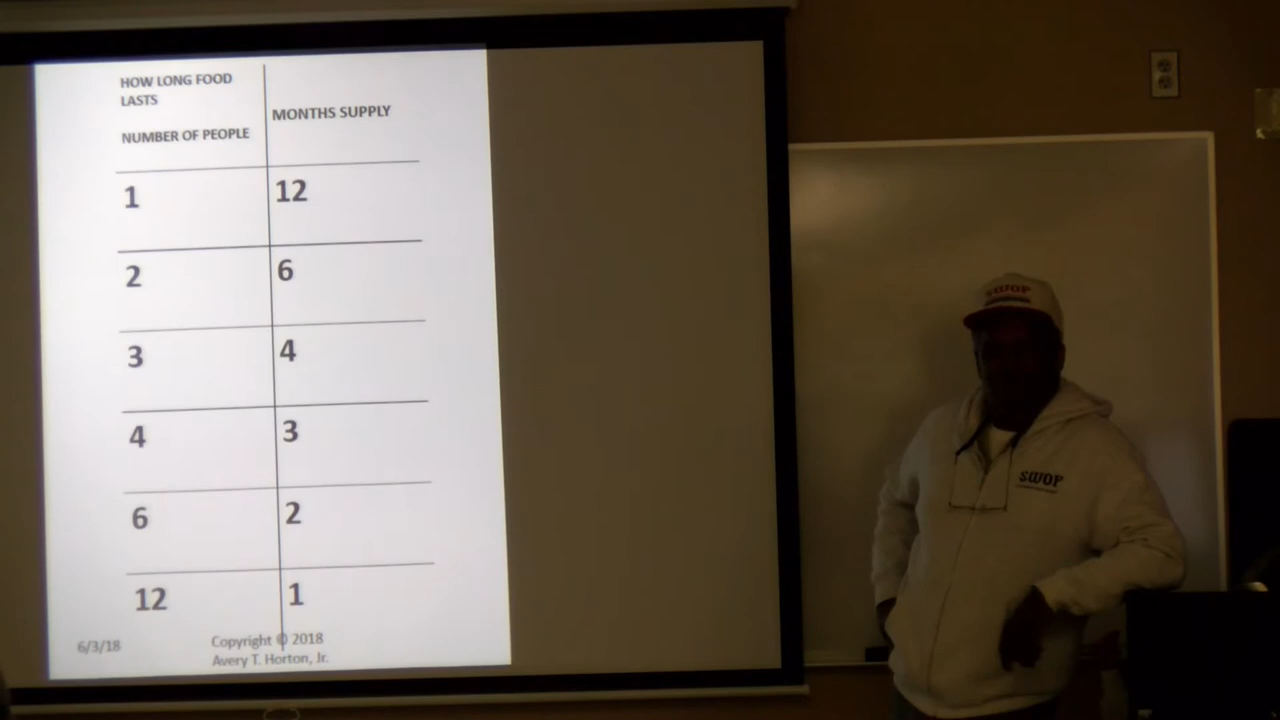 HOW LONG FOOD
LASTS
NUMBER OF PEOPLE
MONTHS SUPPLY
1 12
2 6
3 4
4 3
6 2
12 1
6/3/18
Copyright © 2018
Avery T. Horton, Jr.
SWOP
SWOP